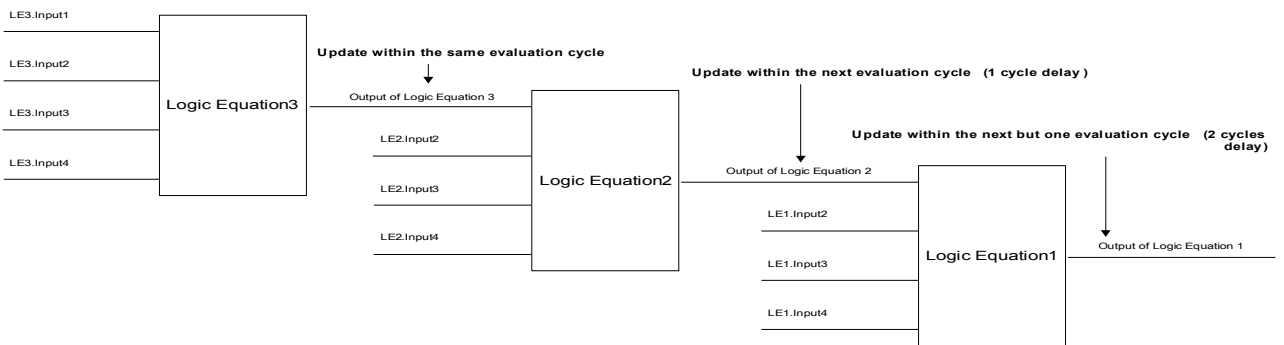 LE3.Input1
LE3.Input2
LE3.Input3
LE3.Input4
Logic Equation3
Update within the same evaluation cycle
Output of Logic Equation 3
LE2.Input2
LE2.Input3
LE2.Input4
Logic Equation2
Update within the next evaluation cycle (1 cycle delay )
Output of Logic Equation 2
LE1.Input2
LE1.Input3
LE1.Input4
Logic Equation1
Update within the next but one evaluation cycle (2 cycles
delay)
Output of Logic Equation 1